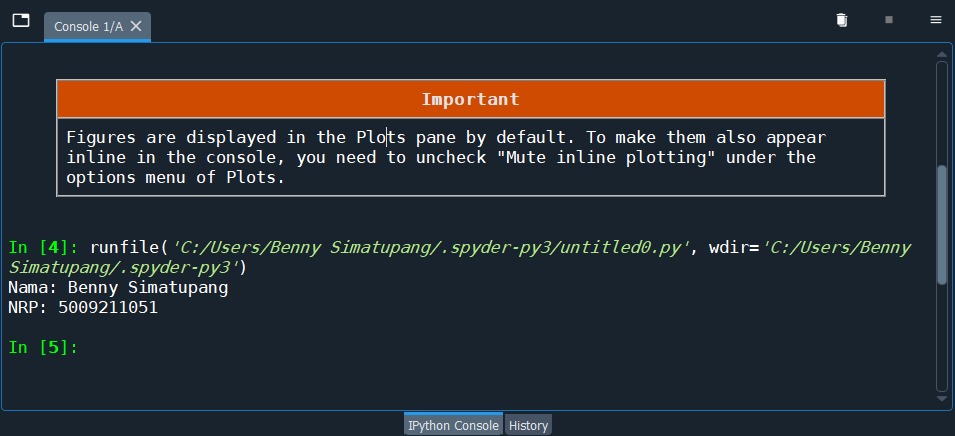 Console 1/A
Important
Figures are displayed in the Plots pane by default. To make them also appear
inline in the console, you need to uncheck "Mute inline plotting" under the
options menu of Plots.
In [4]: runfile('C:/Users/Benny Simatupang/.spyder-py3/untitled0.py', wdir='C:/Users/Benny
Simatupang/.spyder-py3')
Nama: Benny Simatupang
NRP: 5009211051
In [5]:
IPython Console History